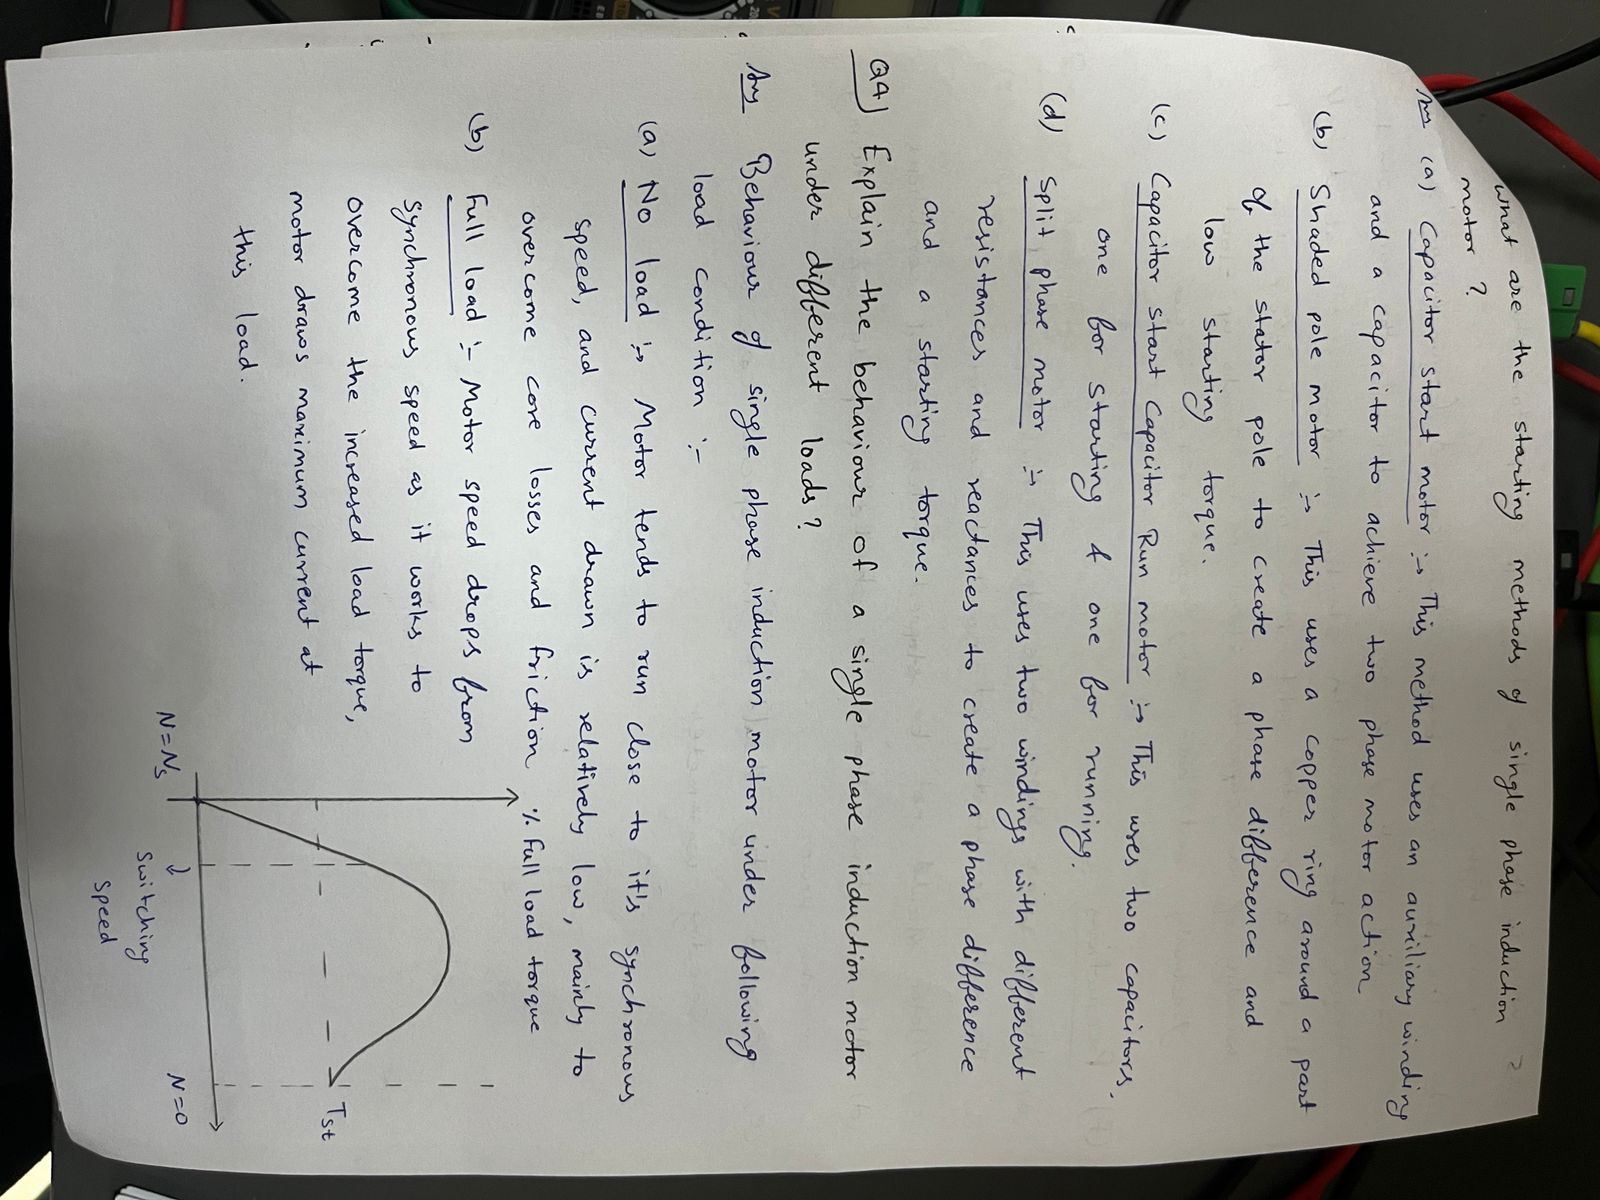 what are the starting methods of single phase induction ?
motor ?
Ans (a) Capacitor start motor :→ This method uses an auxiliary winding
and a capacitor to achieve two phase motor action
(b) Shaded pole motor :→ This uses a copper ring around a part
of the stator pole to create a phase difference and
low starting torque.
(c) Capacitor start Capacitor Run motor :→ This uses two capacitors,
one for starting & one for running.
(d) Split phase motor :→ This uses two windings with different
resistances and reactances to create a phase difference
and a starting torque.
Q4) Explain the behaviour of a single phase induction motor
under different loads ?
Ans Behaviour of single phase induction motor under following
load condition :-
(a) No load :→ Motor tends to run close to it's synchronous
speed, and current drawn is relatively low, mainly to
overcome core losses and friction
(b) Full load :- Motor speed drops from
synchronous speed as it works to
overcome the increased load torque,
motor draws maximum current at
this load.
% Full load torque
Tst
N=Ns
N=0
Switching
speed